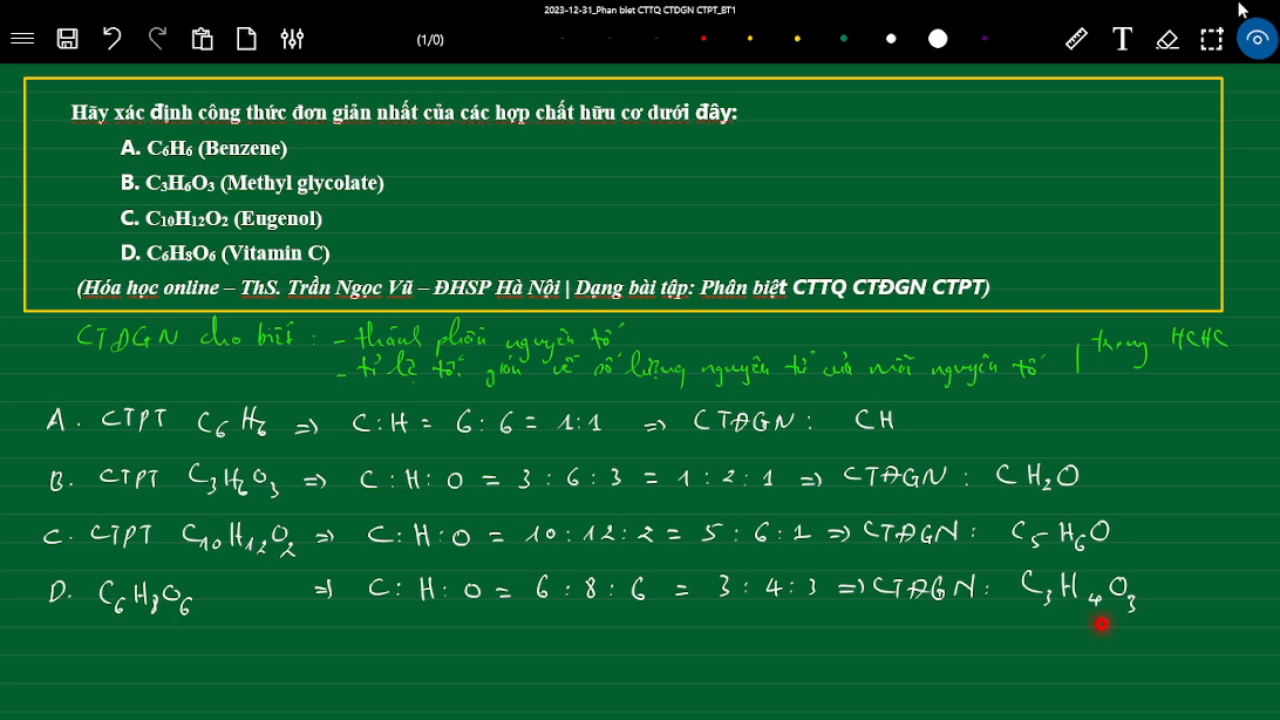 2023-12-31_Phan biet CTTQ CTDGN CTPT_BT1
(1/0)
T
Hãy xác định công thức đơn giản nhất của các hợp chất hữu cơ dưới đây:
A. C₆H₆ (Benzene)
B. C₃H₆O₃ (Methyl glycolate)
C. C₁₀H₁₂O₂ (Eugenol)
D. C₆H₈O₆ (Vitamin C)
(Hóa học online – ThS. Trần Ngọc Vũ – ĐHSP Hà Nội | Dạng bài tập: Phân biệt CTTQ CTĐGN CTPT)
CTĐGN cho biết : - thành phần nguyên tố
- tỉ lệ tối giản về số lượng nguyên tử của mỗi nguyên tố | trong HCHC
A. CTPT C₆H₆ => C:H = 6:6 = 1:1 => CTĐGN: CH
B. CTPT C₃H₆O₃ => C:H:O = 3:6:3 = 1:2:1 => CTĐGN: CH₂O
C. CTPT C₁₀H₁₂O₂ => C:H:O = 10:12:2 = 5:6:1 => CTĐGN: C₅H₆O
D. C₆H₈O₆ => C:H:O = 6:8:6 = 3:4:3 => CTĐGN: C₃H₄O₃